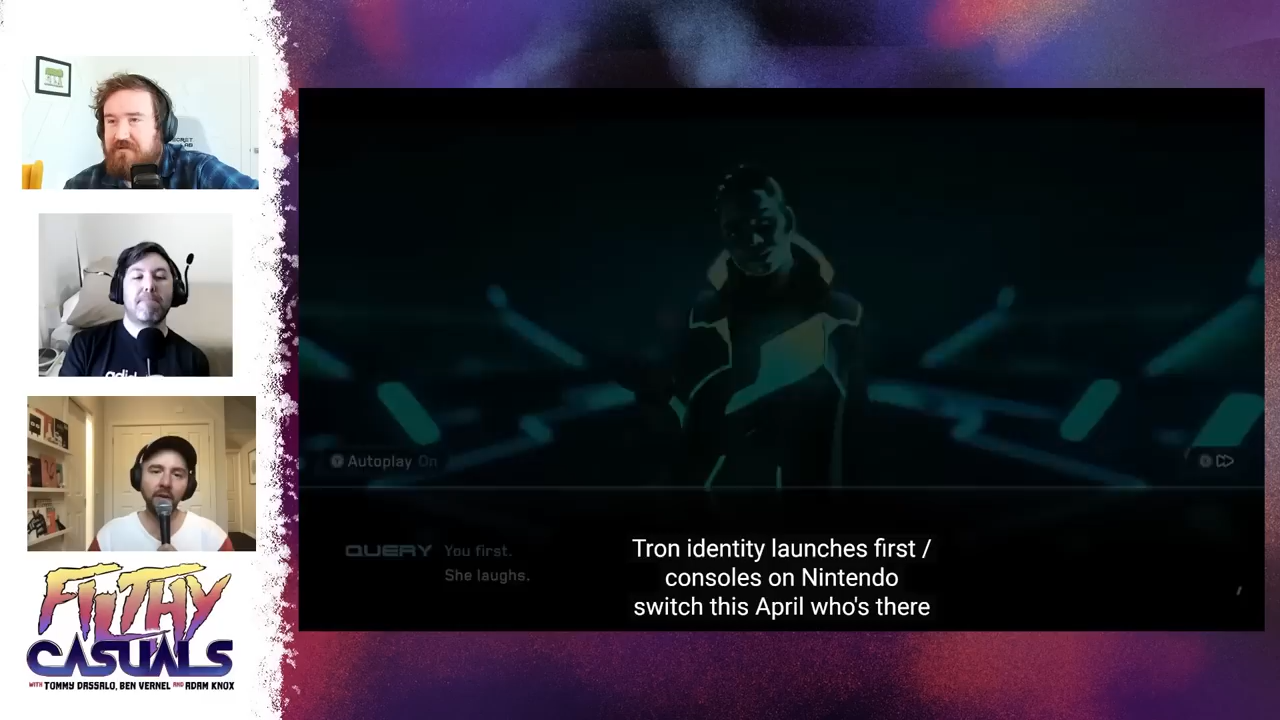 FILTHY
CASUALS
WITH TOMMY DASSALO, BEN VERNEL AND ADAM KNOX
Autoplay On
QUERY You first.
She laughs.
Tron identity launches first /
consoles on Nintendo
switch this April who's there